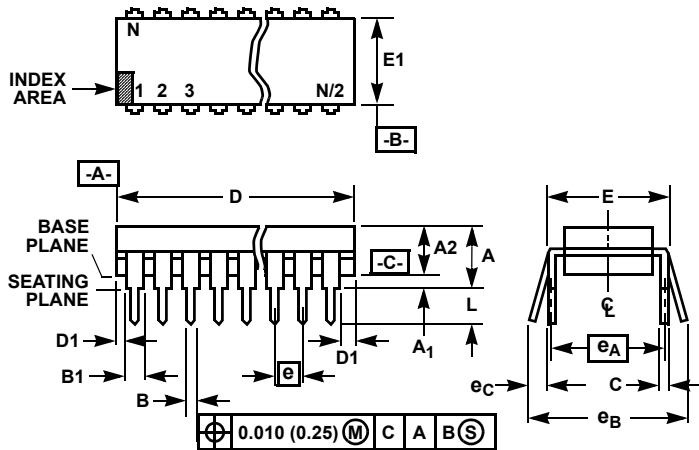 N
E1
INDEX
AREA
1 2 3 N/2
-B-
-A-
D
E
BASE
PLANE
A2
A
-C-
SEATING
PLANE
L
C
L
D1
A1
D1
eA
B1
e
eC
C
B
eB
0.010 (0.25) M C A B S